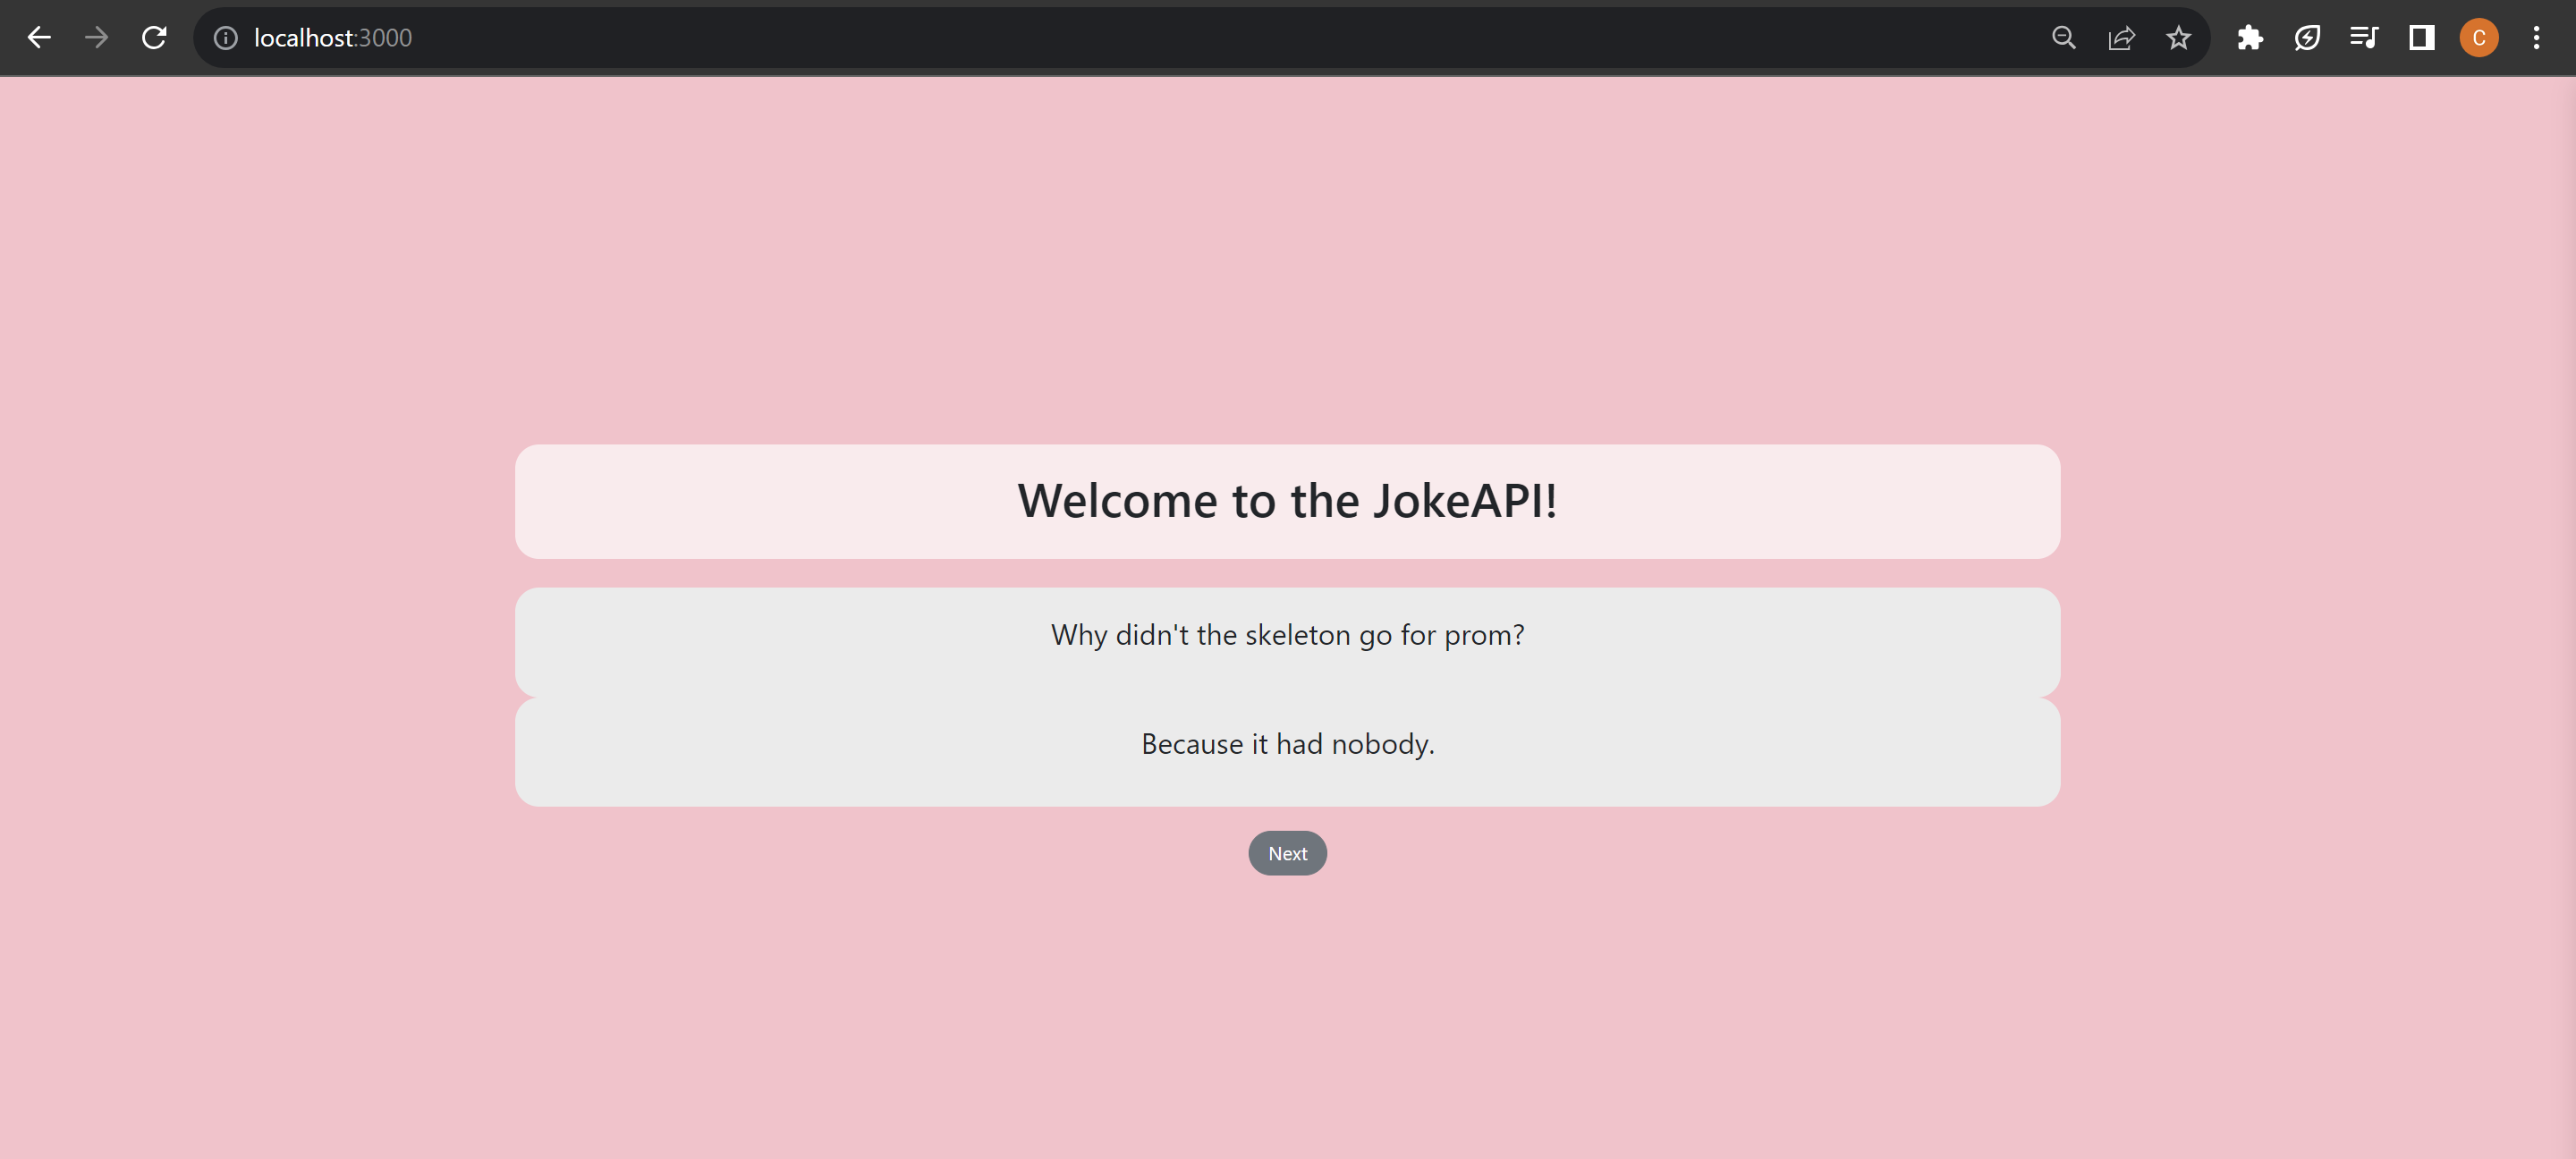 localhost:3000
C
Welcome to the JokeAPI!
Why didn't the skeleton go for prom?
Because it had nobody.
Next